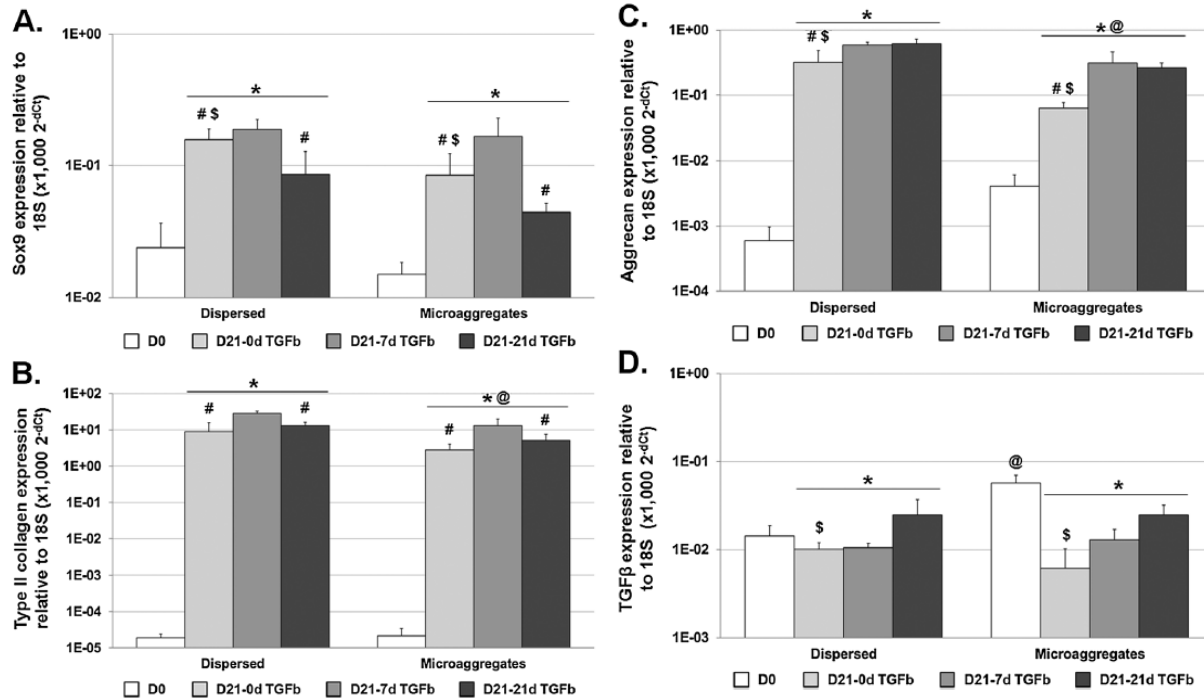 A.
Sox9 expression relative to
18S (x1,000 2-dCt)
1E+00
1E-01
1E-02
*
# $
#
*
# $
#
Dispersed
Microaggregates
D0
D21-0d TGFb
D21-7d TGFb
D21-21d TGFb
B.
Type II collagen expression
relative to 18S (x1,000 2-dCt)
1E+02
1E+01
1E+00
1E-01
1E-02
1E-03
1E-04
1E-05
*
#
#
* @
#
#
Dispersed
Microaggregates
D0
D21-0d TGFb
D21-7d TGFb
D21-21d TGFb
C.
Aggrecan expression relative
to 18S (x1,000 2-dCt)
1E+00
1E-01
1E-02
1E-03
1E-04
*
# $
* @
# $
Dispersed
Microaggregates
D0
D21-0d TGFb
D21-7d TGFb
D21-21d TGFb
D.
TGFβ expression relative
to 18S (x1,000 2-dCt)
1E+00
1E-01
1E-02
1E-03
*
$
@
*
$
Dispersed
Microaggregates
D0
D21-0d TGFb
D21-7d TGFb
D21-21d TGFb